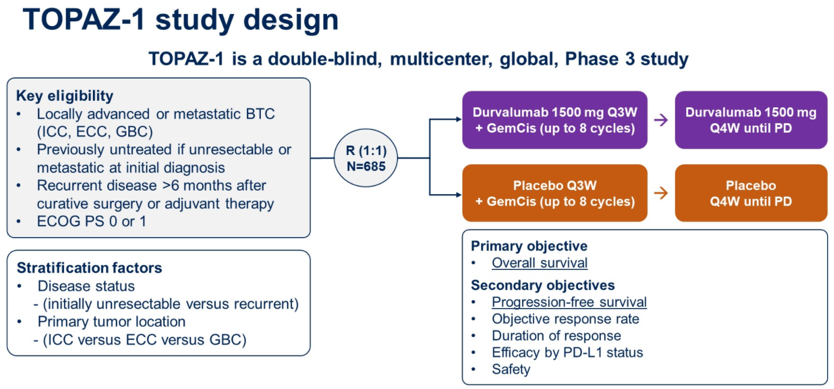 TOPAZ-1 study design
TOPAZ-1 is a double-blind, multicenter, global, Phase 3 study
Key eligibility
• Locally advanced or metastatic BTC
(ICC, ECC, GBC)
• Previously untreated if unresectable or
metastatic at initial diagnosis
• Recurrent disease >6 months after
curative surgery or adjuvant therapy
• ECOG PS 0 or 1
Stratification factors
• Disease status
- (initially unresectable versus recurrent)
• Primary tumor location
- (ICC versus ECC versus GBC)
R (1:1)
N=685
Durvalumab 1500 mg Q3W
+ GemCis (up to 8 cycles)
Durvalumab 1500 mg
Q4W until PD
Placebo Q3W
+ GemCis (up to 8 cycles)
Placebo
Q4W until PD
Primary objective
• Overall survival
Secondary objectives
• Progression-free survival
• Objective response rate
• Duration of response
• Efficacy by PD-L1 status
• Safety